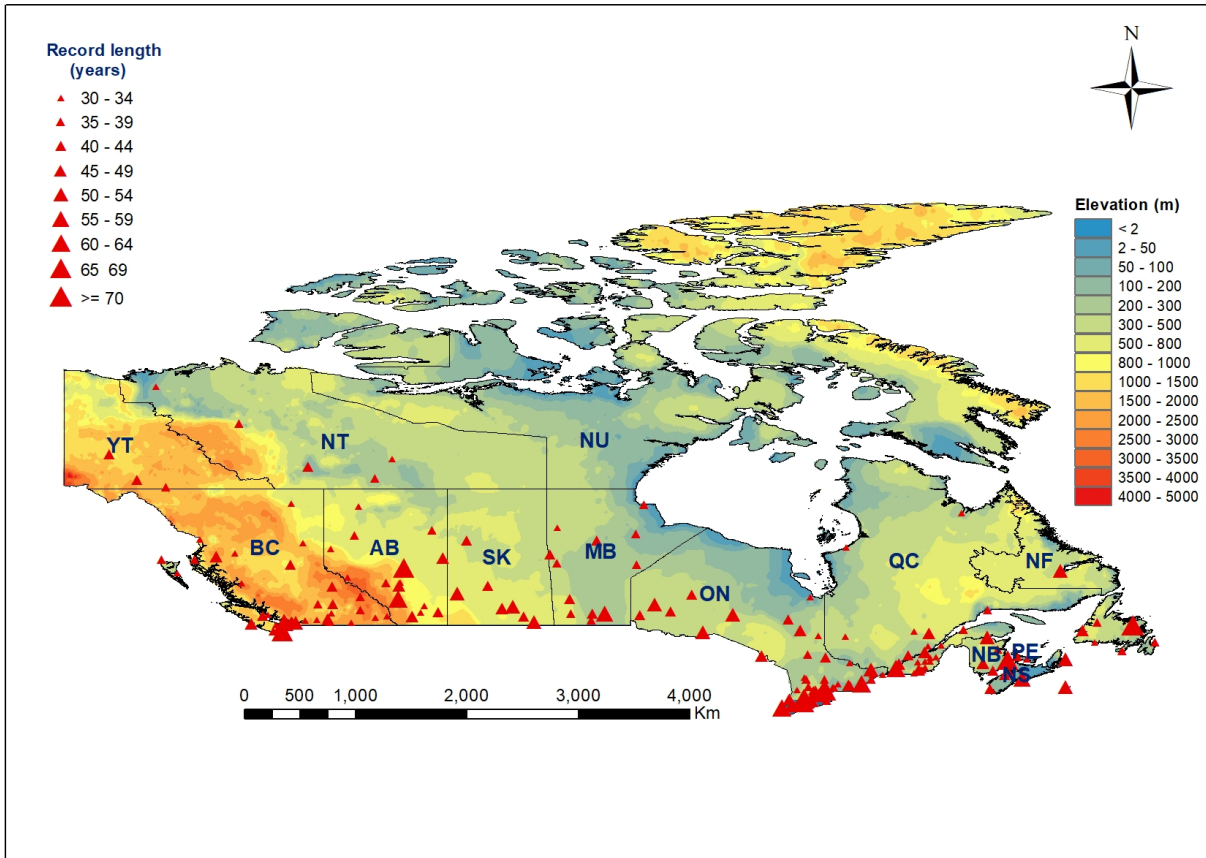 Record length
(years)
30 - 34
35 - 39
40 - 44
45 - 49
50 - 54
55 - 59
60 - 64
65 69
>= 70
N
Elevation (m)
< 2
2 - 50
50 - 100
100 - 200
200 - 300
300 - 500
500 - 800
800 - 1000
1000 - 1500
1500 - 2000
2000 - 2500
2500 - 3000
3000 - 3500
3500 - 4000
4000 - 5000
YT
NT
NU
BC
AB
SK
MB
ON
QC
NF
NB
PE
NS
0 500 1,000 2,000 3,000 4,000
Km